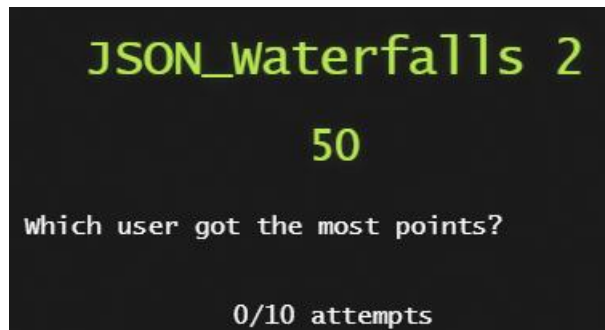 JSON_Waterfalls 2
50
Which user got the most points?
0/10 attempts